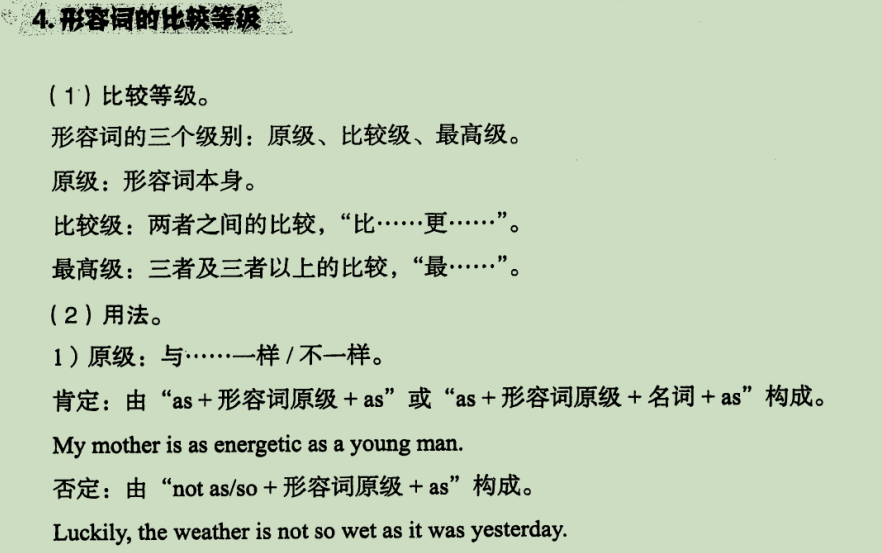 4. 形容词的比较等级
（1）比较等级。
形容词的三个级别：原级、比较级、最高级。
原级：形容词本身。
比较级：两者之间的比较，“比……更……”。
最高级：三者及三者以上的比较，“最……”。
（2）用法。
1）原级：与……一样 / 不一样。
肯定：由“as + 形容词原级 + as”或“as + 形容词原级 + 名词 + as”构成。
My mother is as energetic as a young man.
否定：由“not as/so + 形容词原级 + as”构成。
Luckily, the weather is not so wet as it was yesterday.